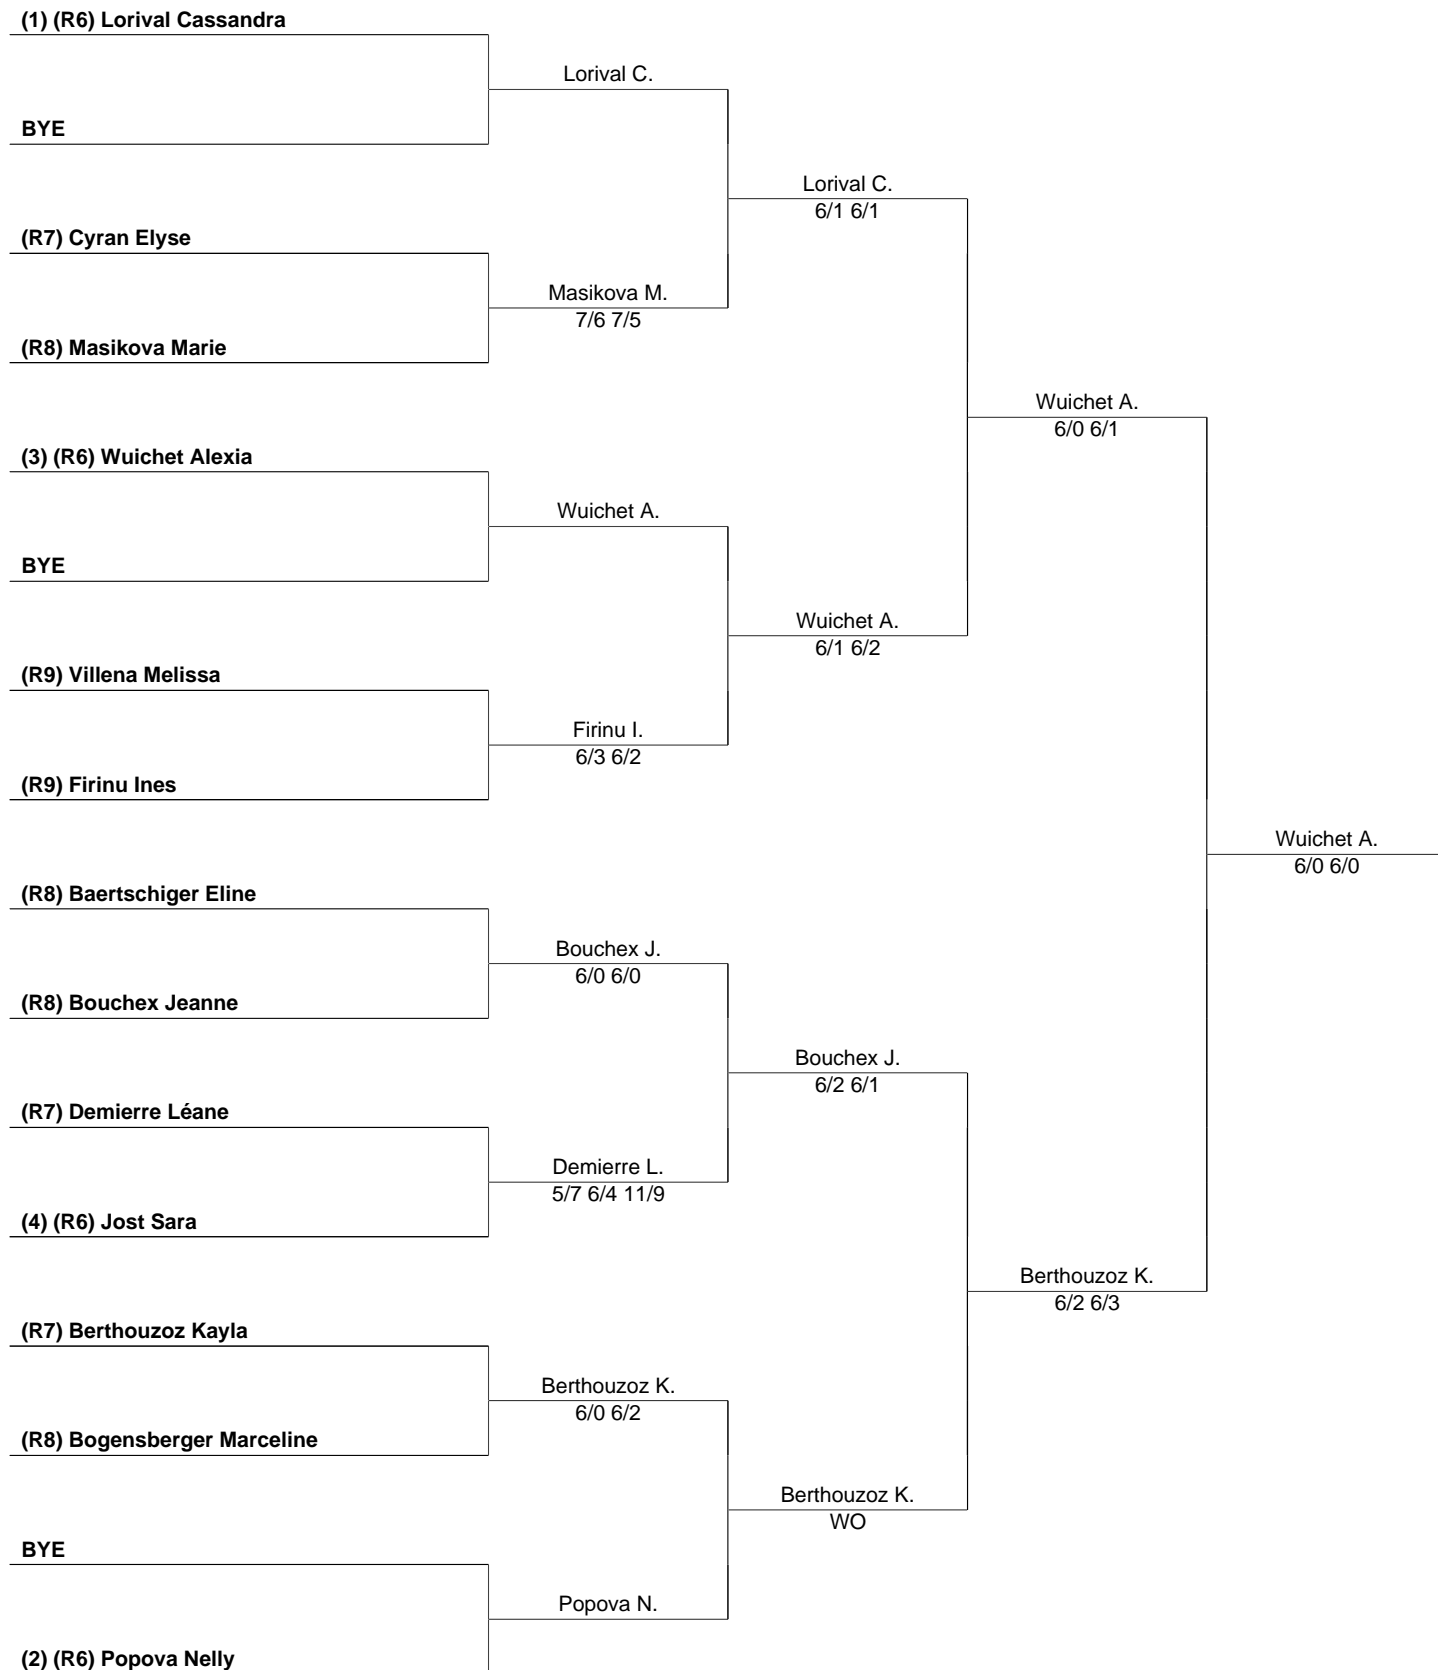 (1) (R6) Lorival Cassandra
Lorival C.
BYE
Lorival C.
6/1 6/1
(R7) Cyran Elyse
Masikova M.
7/6 7/5
(R8) Masikova Marie
Wuichet A.
6/0 6/1
(3) (R6) Wuichet Alexia
Wuichet A.
BYE
Wuichet A.
6/1 6/2
(R9) Villena Melissa
Firinu I.
6/3 6/2
(R9) Firinu Ines
Wuichet A.
6/0 6/0
(R8) Baertschiger Eline
Bouchex J.
6/0 6/0
(R8) Bouchex Jeanne
Bouchex J.
6/2 6/1
(R7) Demierre Léane
Demierre L.
5/7 6/4 11/9
(4) (R6) Jost Sara
Berthouzoz K.
6/2 6/3
(R7) Berthouzoz Kayla
Berthouzoz K.
6/0 6/2
(R8) Bogensberger Marceline
Berthouzoz K.
WO
BYE
Popova N.
(2) (R6) Popova Nelly